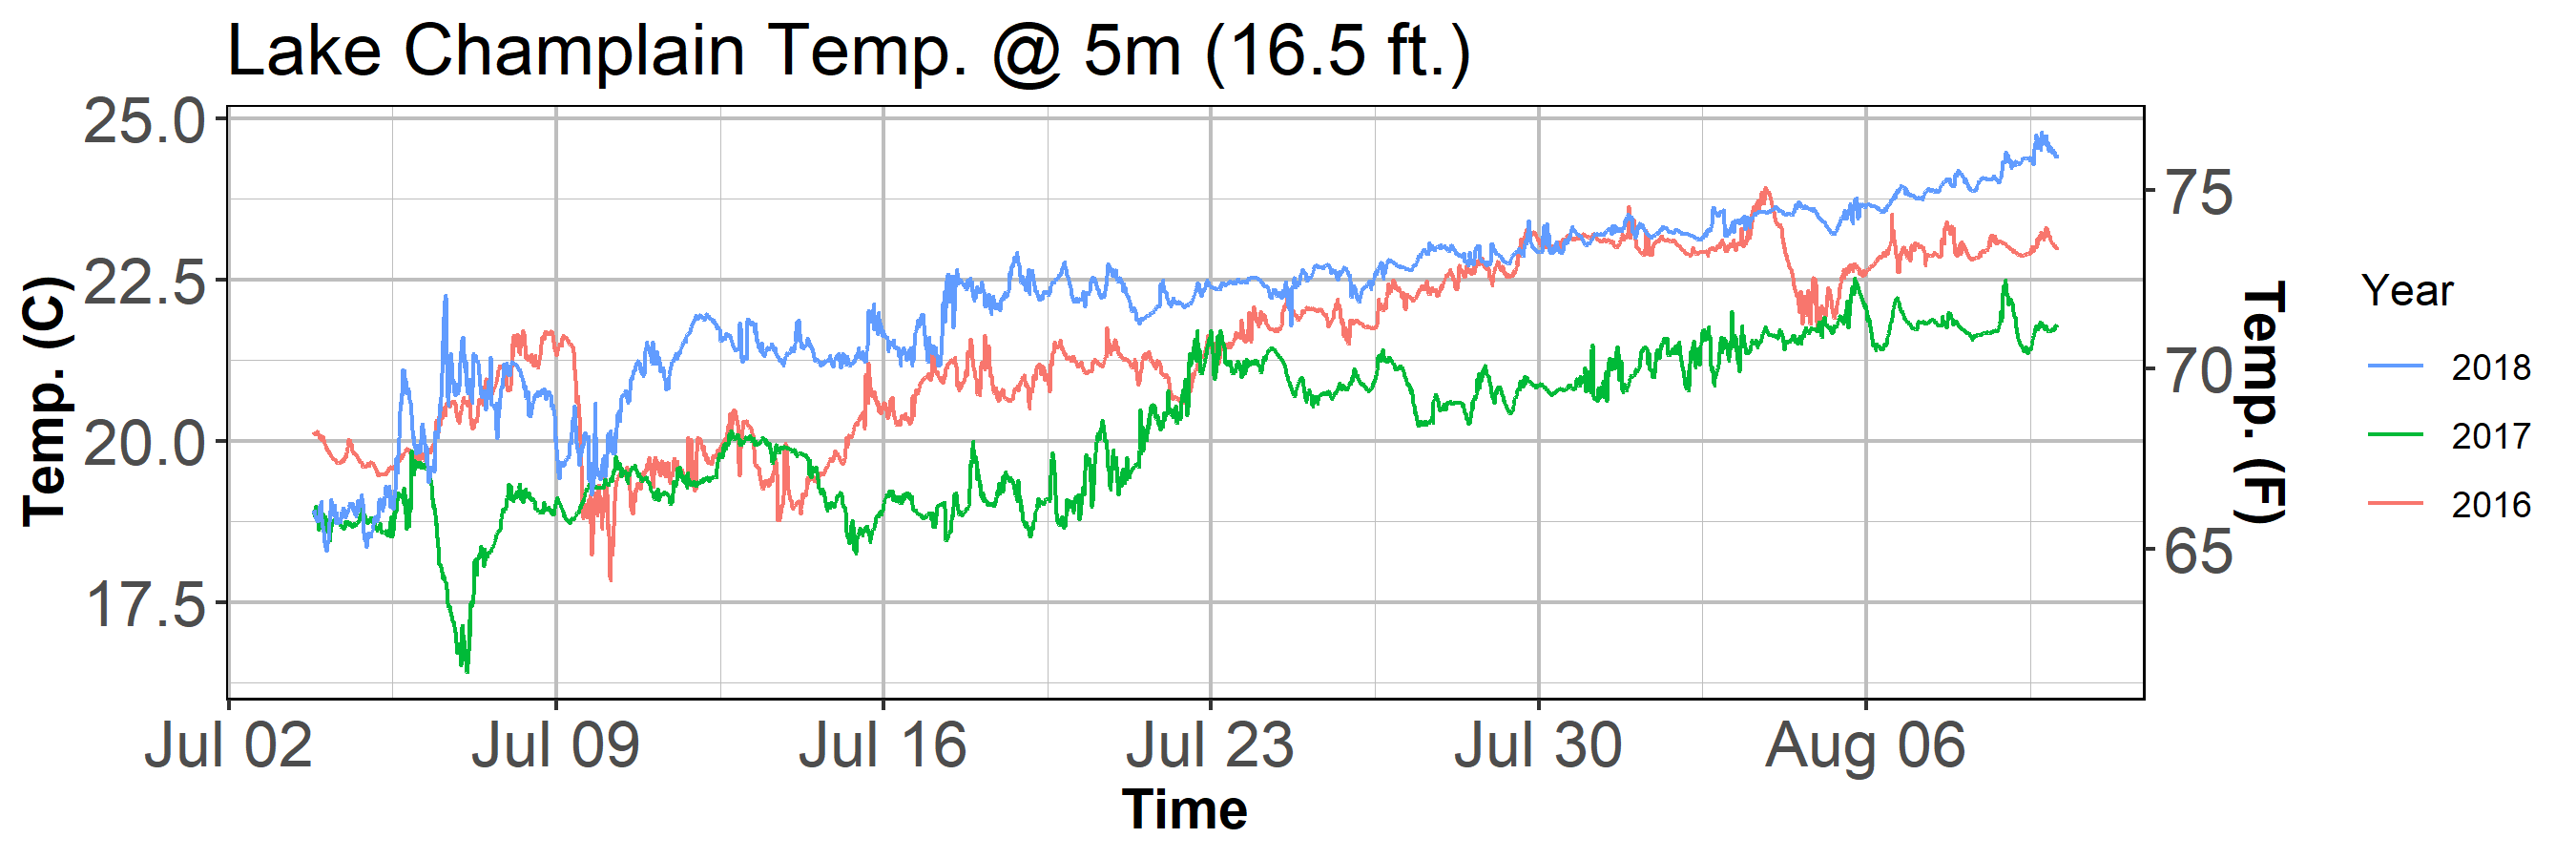 Lake Champlain Temp. @ 5m (16.5 ft.)
Temp. (C)
25.0
22.5
20.0
17.5
75
70
65
Temp. (F)
Jul 02 Jul 09 Jul 16 Jul 23 Jul 30 Aug 06
Time
Year
2018
2017
2016